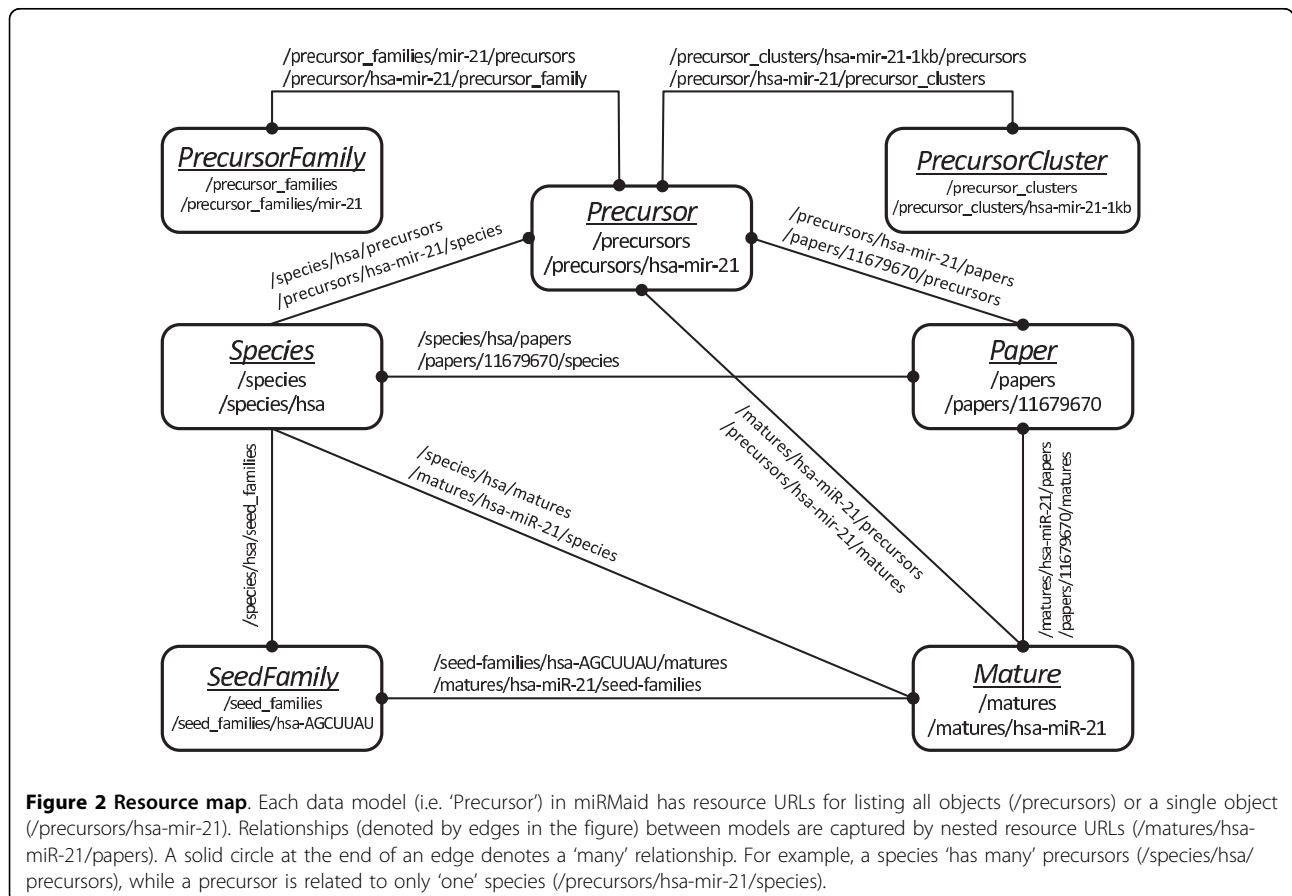 /precursor_families/mir-21/precursors
/precursor/hsa-mir-21/precursor_family
/precursor_clusters/hsa-mir-21-1kb/precursors
/precursor/hsa-mir-21/precursor_clusters
PrecursorFamily
/precursor_families
/precursor_families/mir-21
PrecursorCluster
/precursor_clusters
/precursor_clusters/hsa-mir-21-1kb
Precursor
/precursors
/precursors/hsa-mir-21
/species/hsa/precursors
/precursors/hsa-mir-21/species
/precursors/hsa-mir-21/papers
/papers/11679670/precursors
Species
/species
/species/hsa
/species/hsa/papers
/papers/11679670/species
Paper
/papers
/papers/11679670
/species/hsa/seed_families
/species/hsa/matures
/matures/hsa-miR-21/species
/matures/hsa-miR-21/precursors
/precursors/hsa-mir-21/matures
/matures/hsa-miR-21/papers
/papers/11679670/matures
SeedFamily
/seed_families
/seed_families/hsa-AGCUUAU
/seed-families/hsa-AGCUUAU/matures
/matures/hsa-miR-21/seed-families
Mature
/matures
/matures/hsa-miR-21
Figure 2 Resource map. Each data model (i.e. ‘Precursor’) in miRMaid has resource URLs for listing all objects (/precursors) or a single object
(/precursors/hsa-mir-21). Relationships (denoted by edges in the figure) between models are captured by nested resource URLs (/matures/hsa-
miR-21/papers). A solid circle at the end of an edge denotes a ‘many’ relationship. For example, a species ‘has many’ precursors (/species/hsa/
precursors), while a precursor is related to only ‘one’ species (/precursors/hsa-mir-21/species).